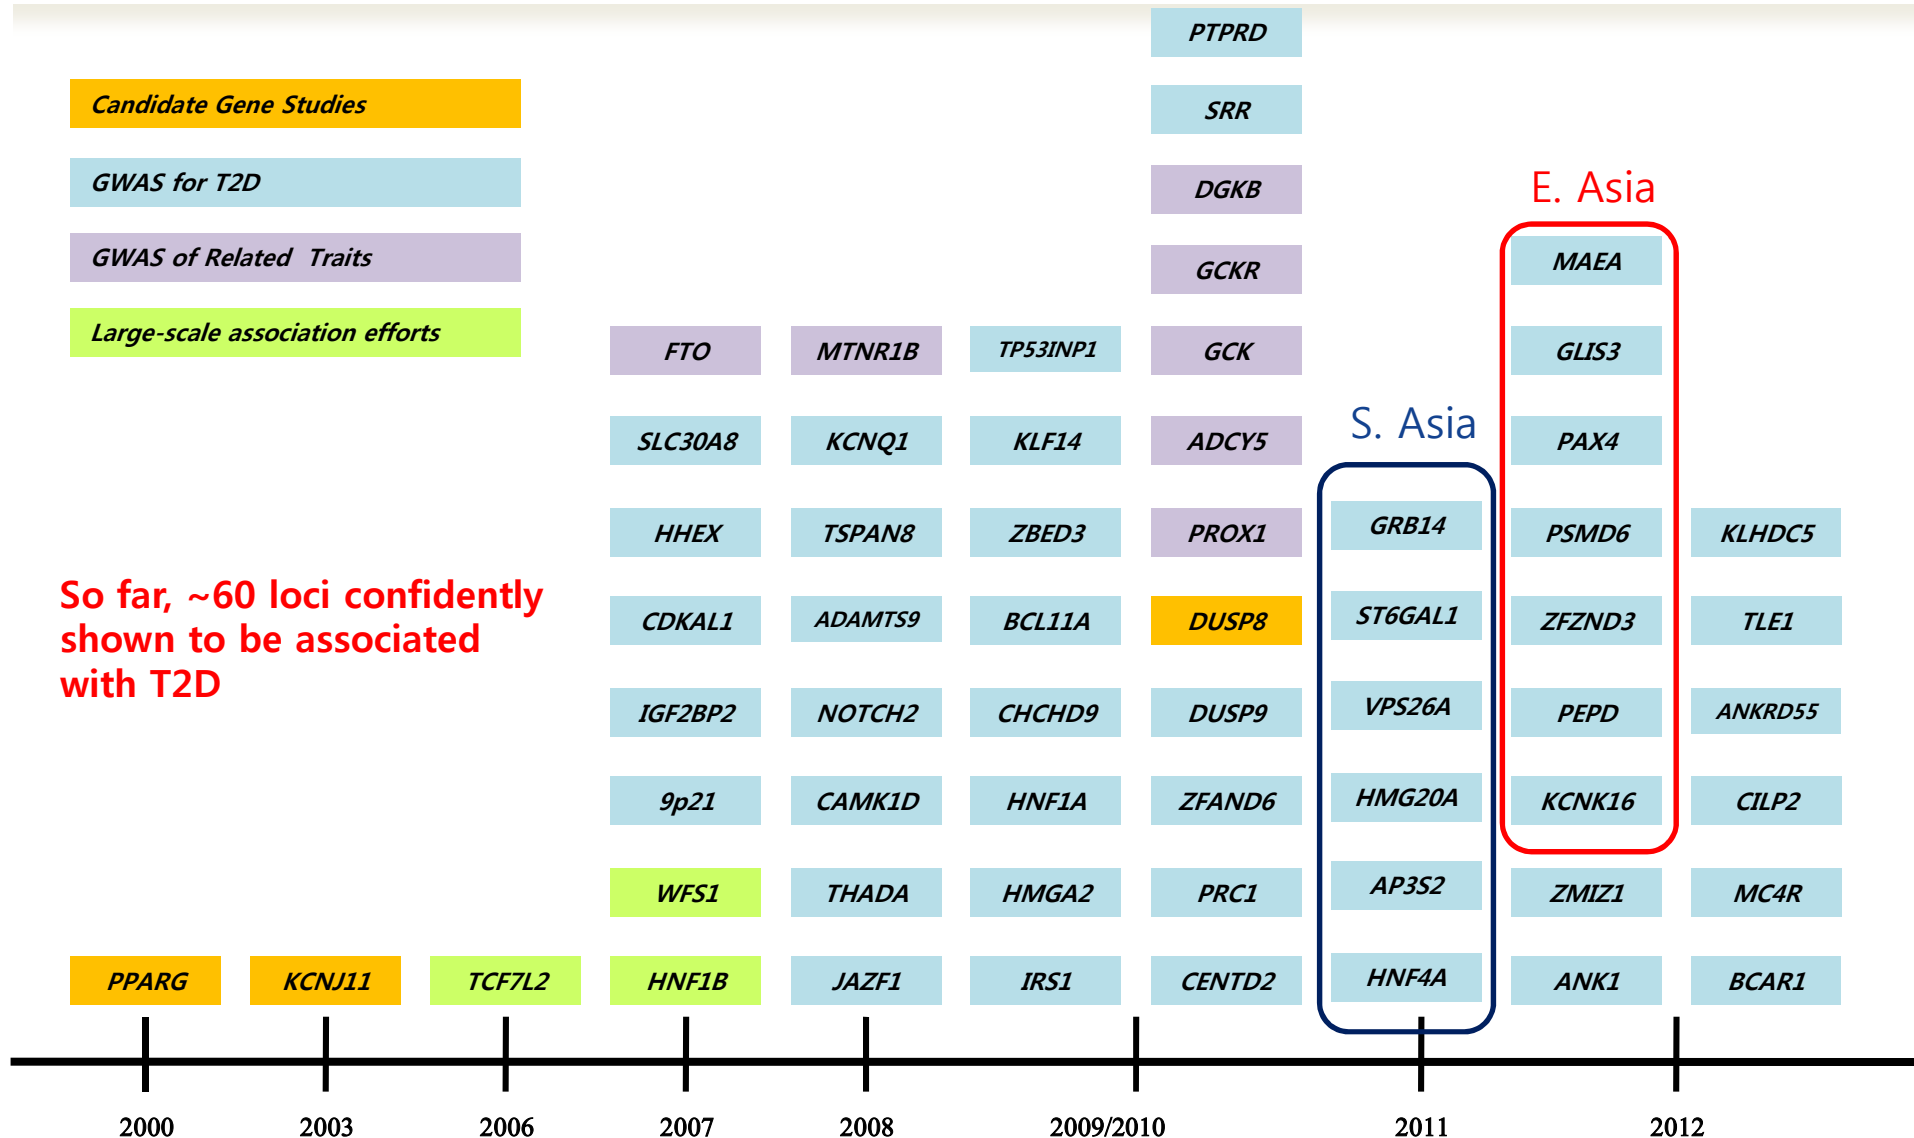 Candidate Gene Studies
GWAS for T2D
GWAS of Related Traits
Large-scale association efforts
So far, ~60 loci confidently
shown to be associated
with T2D
PPARG
KCNJ11
TCF7L2
FTO
SLC30A8
HHEX
CDKAL1
IGF2BP2
9p21
WFS1
HNF1B
MTNR1B
KCNQ1
TSPAN8
ADAMTS9
NOTCH2
CAMK1D
THADA
JAZF1
TP53INP1
KLF14
ZBED3
BCL11A
CHCHD9
HNF1A
HMGA2
IRS1
PTPRD
SRR
DGKB
GCKR
GCK
ADCY5
PROX1
DUSP8
DUSP9
ZFAND6
PRC1
CENTD2
S. Asia
GRB14
ST6GAL1
VPS26A
HMG20A
AP3S2
HNF4A
E. Asia
MAEA
GLIS3
PAX4
PSMD6
ZFZND3
PEPD
KCNK16
ZMIZ1
ANK1
KLHDC5
TLE1
ANKRD55
CILP2
MC4R
BCAR1
2000
2003
2006
2007
2008
2009/2010
2011
2012